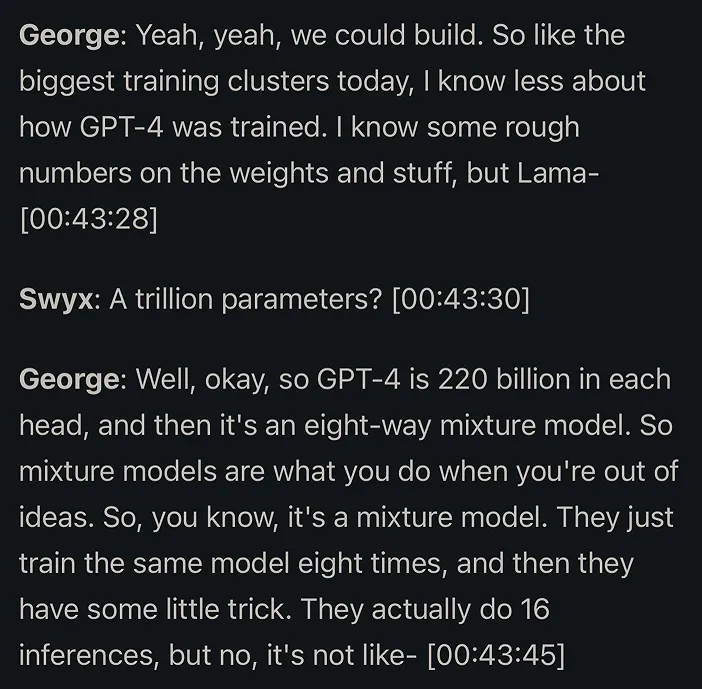 George: Yeah, yeah, we could build. So like the
biggest training clusters today, I know less about
how GPT-4 was trained. I know some rough
numbers on the weights and stuff, but Lama-
[00:43:28]
Swyx: A trillion parameters? [00:43:30]
George: Well, okay, so GPT-4 is 220 billion in each
head, and then it's an eight-way mixture model. So
mixture models are what you do when you're out of
ideas. So, you know, it's a mixture model. They just
train the same model eight times, and then they
have some little trick. They actually do 16
inferences, but no, it's not like- [00:43:45]